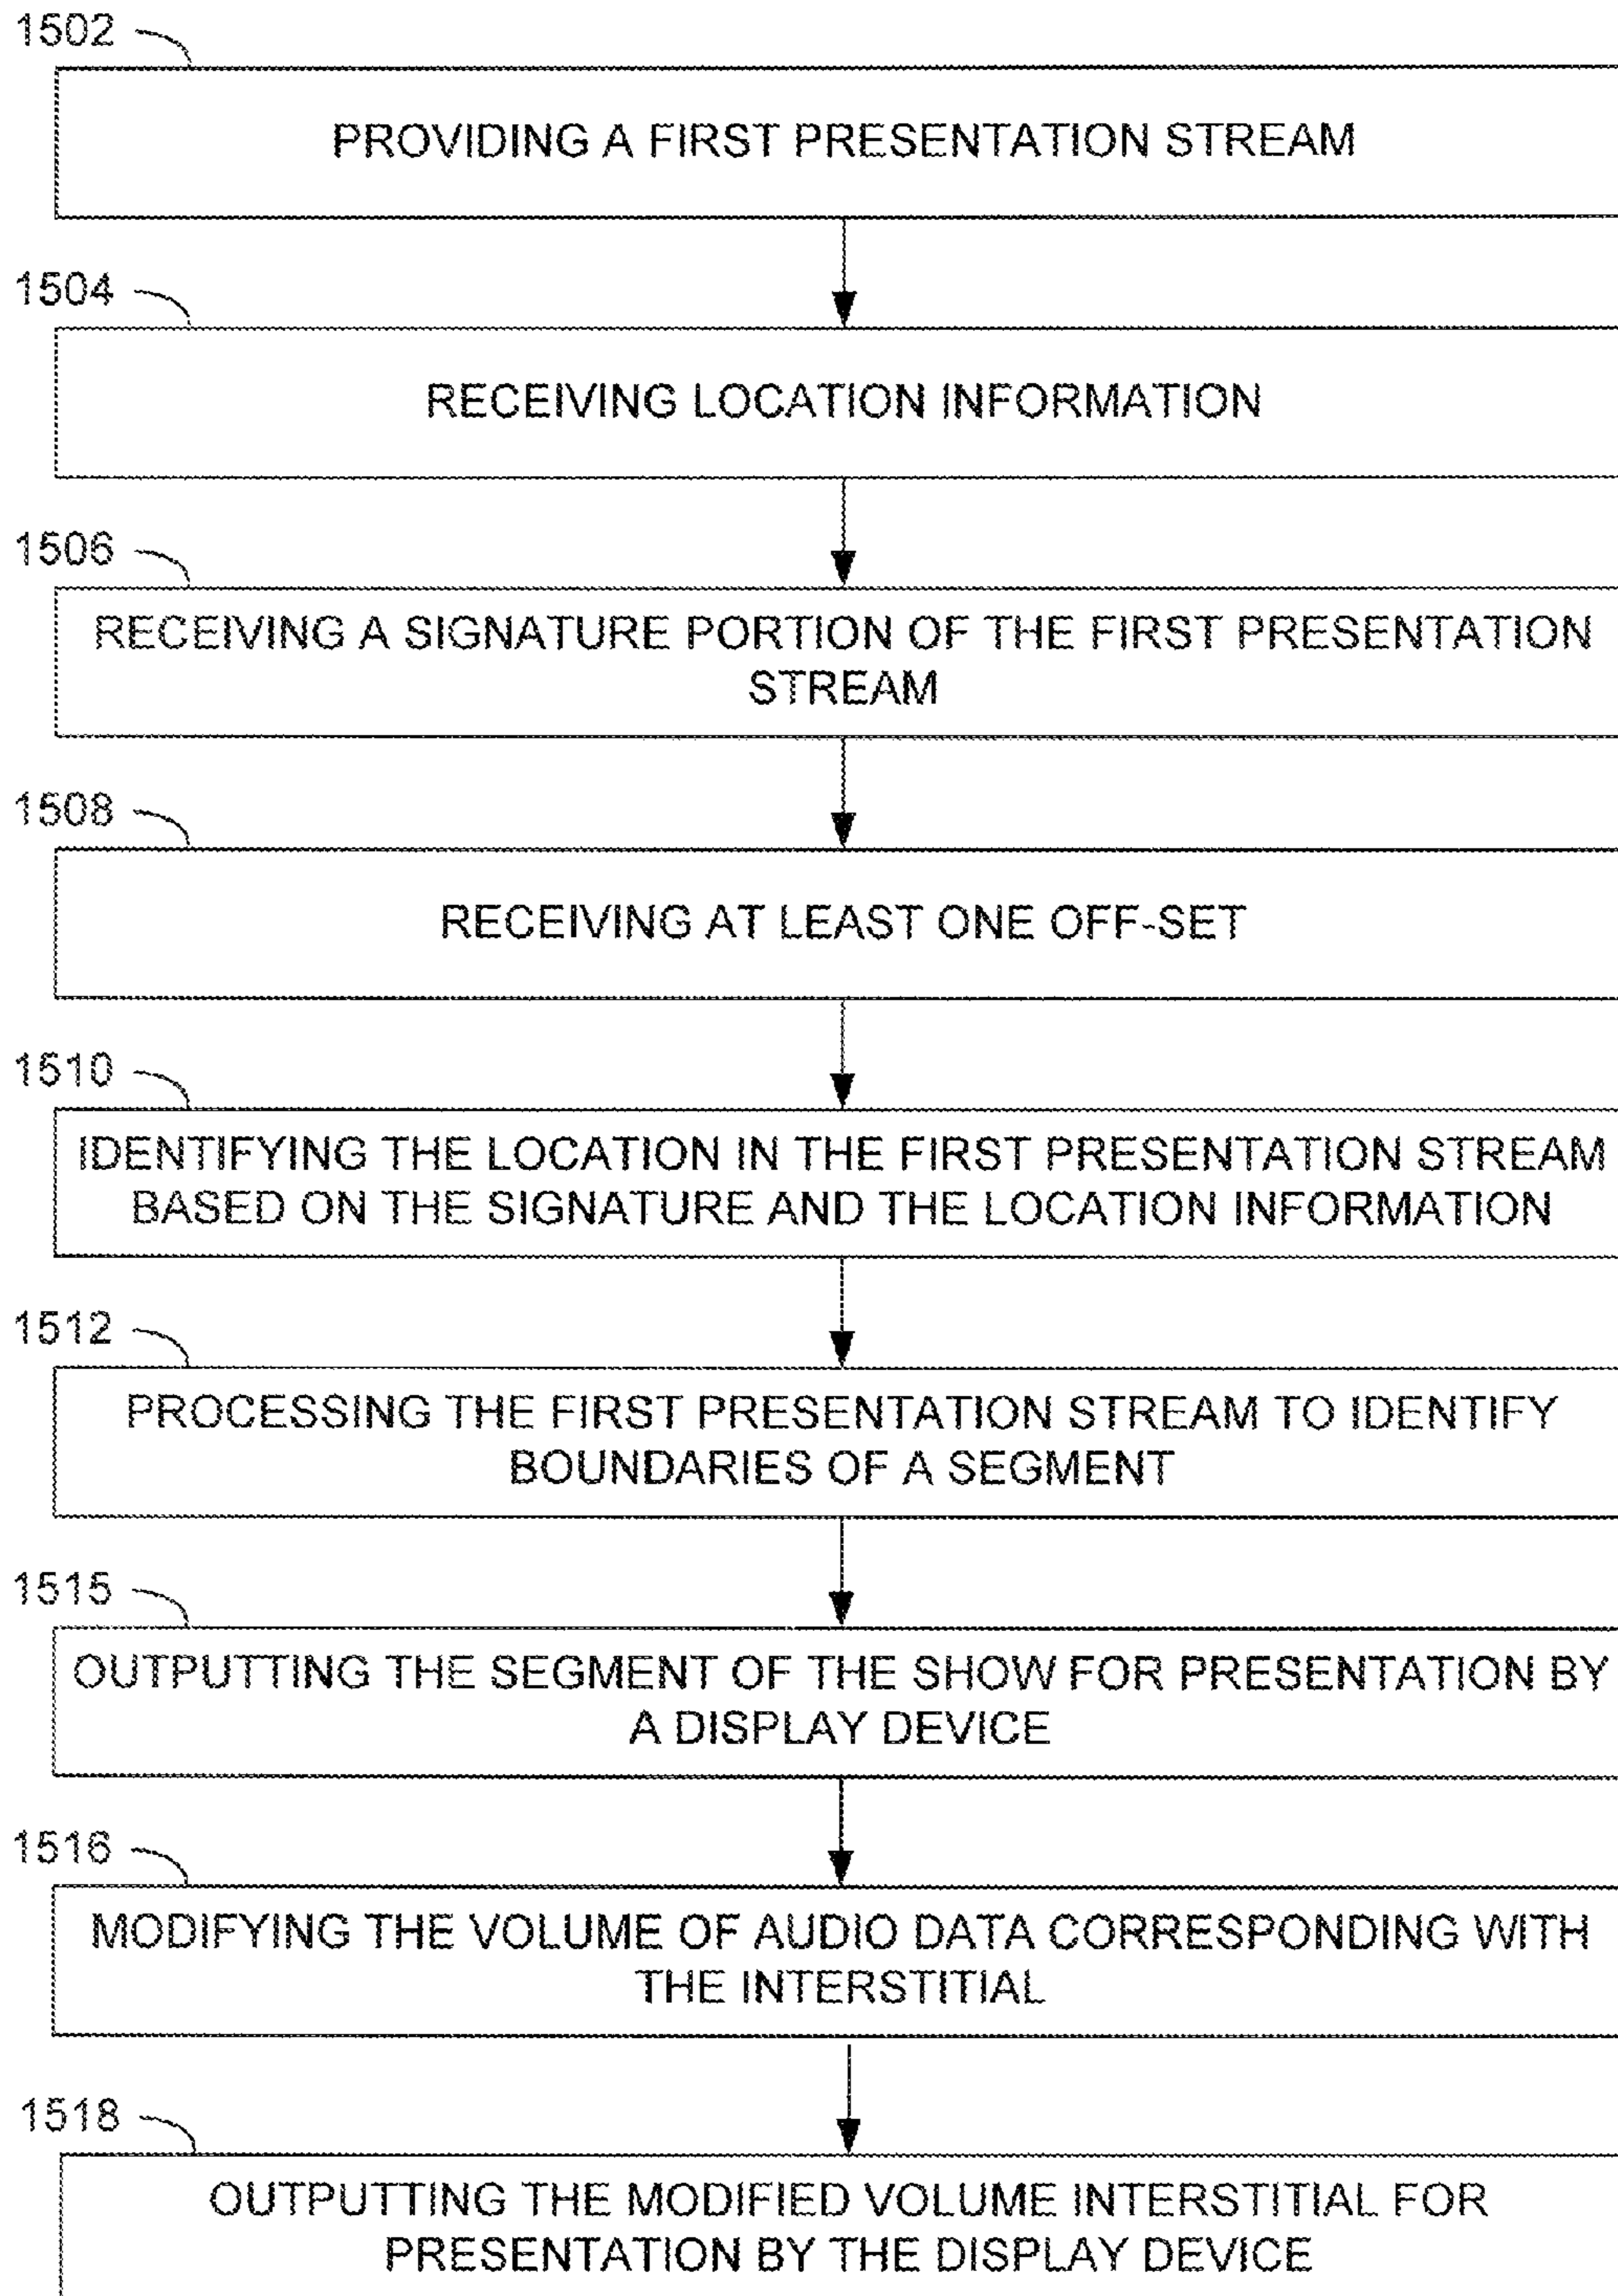 1502
PROVIDING A FIRST PRESENTATION STREAM
1504
RECEIVING LOCATION INFORMATION
1506
RECEIVING A SIGNATURE PORTION OF THE FIRST PRESENTATION
STREAM
1508
RECEIVING AT LEAST ONE OFF-SET
1510
IDENTIFYING THE LOCATION IN THE FIRST PRESENTATION STREAM
BASED ON THE SIGNATURE AND THE LOCATION INFORMATION
1512
PROCESSING THE FIRST PRESENTATION STREAM TO IDENTIFY
BOUNDARIES OF A SEGMENT
1515
OUTPUTTING THE SEGMENT OF THE SHOW FOR PRESENTATION BY
A DISPLAY DEVICE
1516
MODIFYING THE VOLUME OF AUDIO DATA CORRESPONDING WITH
THE INTERSTITIAL
1518
OUTPUTTING THE MODIFIED VOLUME INTERSTITIAL FOR
PRESENTATION BY THE DISPLAY DEVICE